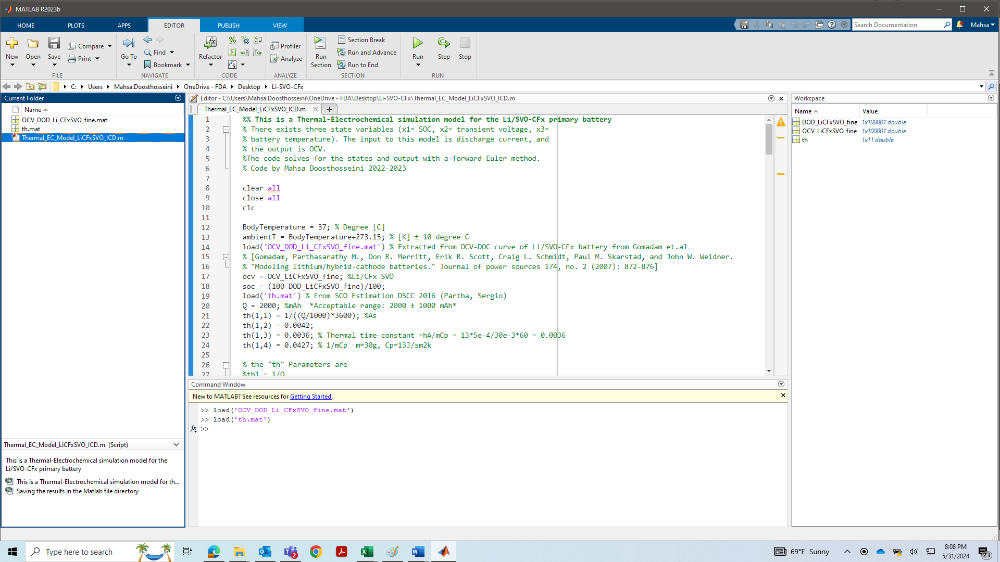 MATLAB R2023b
HOME PLOTS APPS EDITOR PUBLISH VIEW
Search Documentation
Mahsa
New
Open
Save
Compare
Print
FILE
Go To
Find
Bookmark
NAVIGATE
Refactor
CODE
Profiler
Analyze
ANALYZE
Run Section
Section Break
Run and Advance
Run to End
SECTION
Run
Step
Stop
RUN
C: Users Mahsa.Doosthosseini OneDrive - FDA Desktop Li-SVO-CFx
Current Folder
Name
OCV_DOD_Li_CFxSVO_fine.mat
th.mat
Thermal_EC_Model_LiCFxSVO_ICD.m
Thermal_EC_Model_LiCFxSVO_ICD.m (Script)
This is a Thermal-Electrochemical simulation model for the
Li/SVO-CFx primary battery
This is a Thermal-Electrochemical simulation model for th...
Saving the results in the Matlab file directory
Editor - C:\Users\Mahsa.Doosthosseini\OneDrive - FDA\Desktop\Li-SVO-CFx\Thermal_EC_Model_LiCFxSVO_ICD.m
Thermal_EC_Model_LiCFxSVO_ICD.m
1 %% This is a Thermal-Electrochemical simulation model for the Li/SVO-CFx primary battery
2 % There exists three state variables (x1= SOC, x2= transient voltage, x3=
3 % battery temperature). The input to this model is discharge current, and
4 % the output is OCV.
5 %The code solves for the states and output with a forward Euler method.
6 % Code by Mahsa Doosthosseini 2022-2023
7
8 clear all
9 close all
10 clc
11
12 BodyTemperature = 37; % Degree [C]
13 ambientT = BodyTemperature+273.15; % [K] ± 10 degree C
14 load('OCV_DOD_Li_CFxSVO_fine.mat') % Extracted from OCV-DOC curve of Li/SVO-CFx battery from Gomadam et.al
15 % [Gomadam, Parthasarathy M., Don R. Merritt, Erik R. Scott, Craig L. Schmidt, Paul M. Skarstad, and John W. Weidner.
16 % "Modeling lithium/hybrid-cathode batteries." Journal of power sources 174, no. 2 (2007): 872-876]
17 ocv = OCV_LiCFxSVO_fine; %Li/CFx-SVO
18 soc = (100-DOD_LiCFxSVO_fine)/100;
19 load('th.mat') % From SCO Estimation DSCC 2016 (Partha, Sergio)
20 Q = 2000; %mAh *Acceptable range: 2000 ± 1000 mAh*
21 th(1,1) = 1/((Q/1000)*3600); %As
22 th(1,2) = 0.0042;
23 th(1,3) = 0.0036; % Thermal time-constant =hA/mCp = 13*5e-4/30e-3*60 = 0.0036
24 th(1,4) = 0.0427; % 1/mCp m=30g, Cp=13J/sm2k
25
26 % the "th" Parameters are
27 %th1 = 1/Q
Command Window
New to MATLAB? See resources for Getting Started.
>> load('OCV_DOD_Li_CFxSVO_fine.mat')
>> load('th.mat')
fx >>
Workspace
Name Value
DOD_LiCFxSVO_fine 1x100001 double
OCV_LiCFxSVO_fine 1x100001 double
th 1x11 double
Type here to search
2
69°F Sunny
8:08 PM
5/31/2024
23